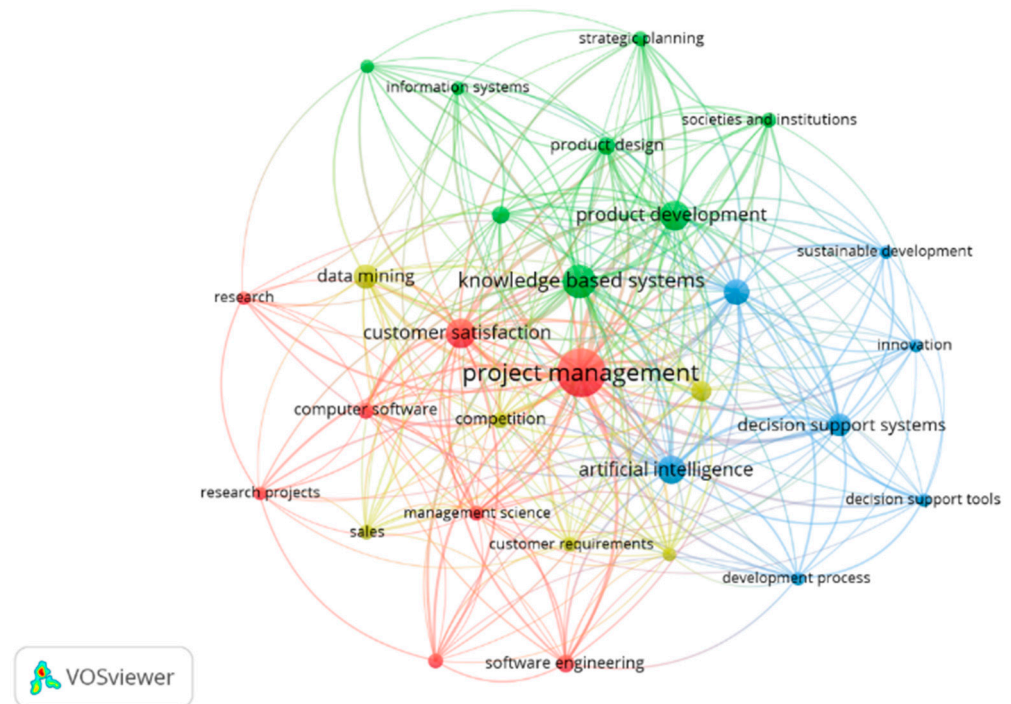 strategic planning
information systems
societies and institutions
product design
product development
sustainable development
data mining
knowledge based systems
research
customer satisfaction
innovation
project management
computer software
competition
decision support systems
artificial intelligence
research projects
decision support tools
management science
sales
customer requirements
development process
software engineering
VOSviewer